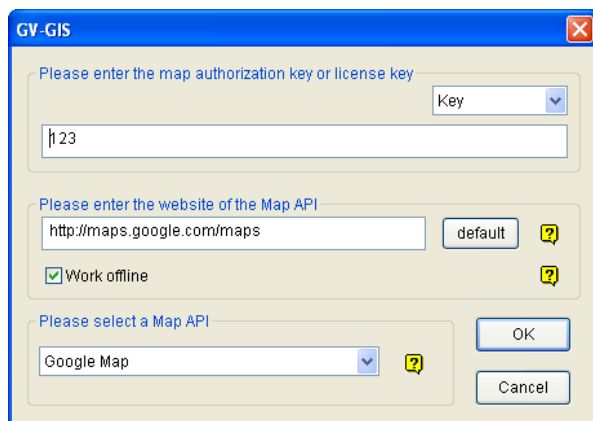 GV-GIS
Please enter the map authorization key or license key
Key
123
Please enter the website of the Map API
http://maps.google.com/maps
default
?
Work offline
?
Please select a Map API
Google Map
?
OK
Cancel